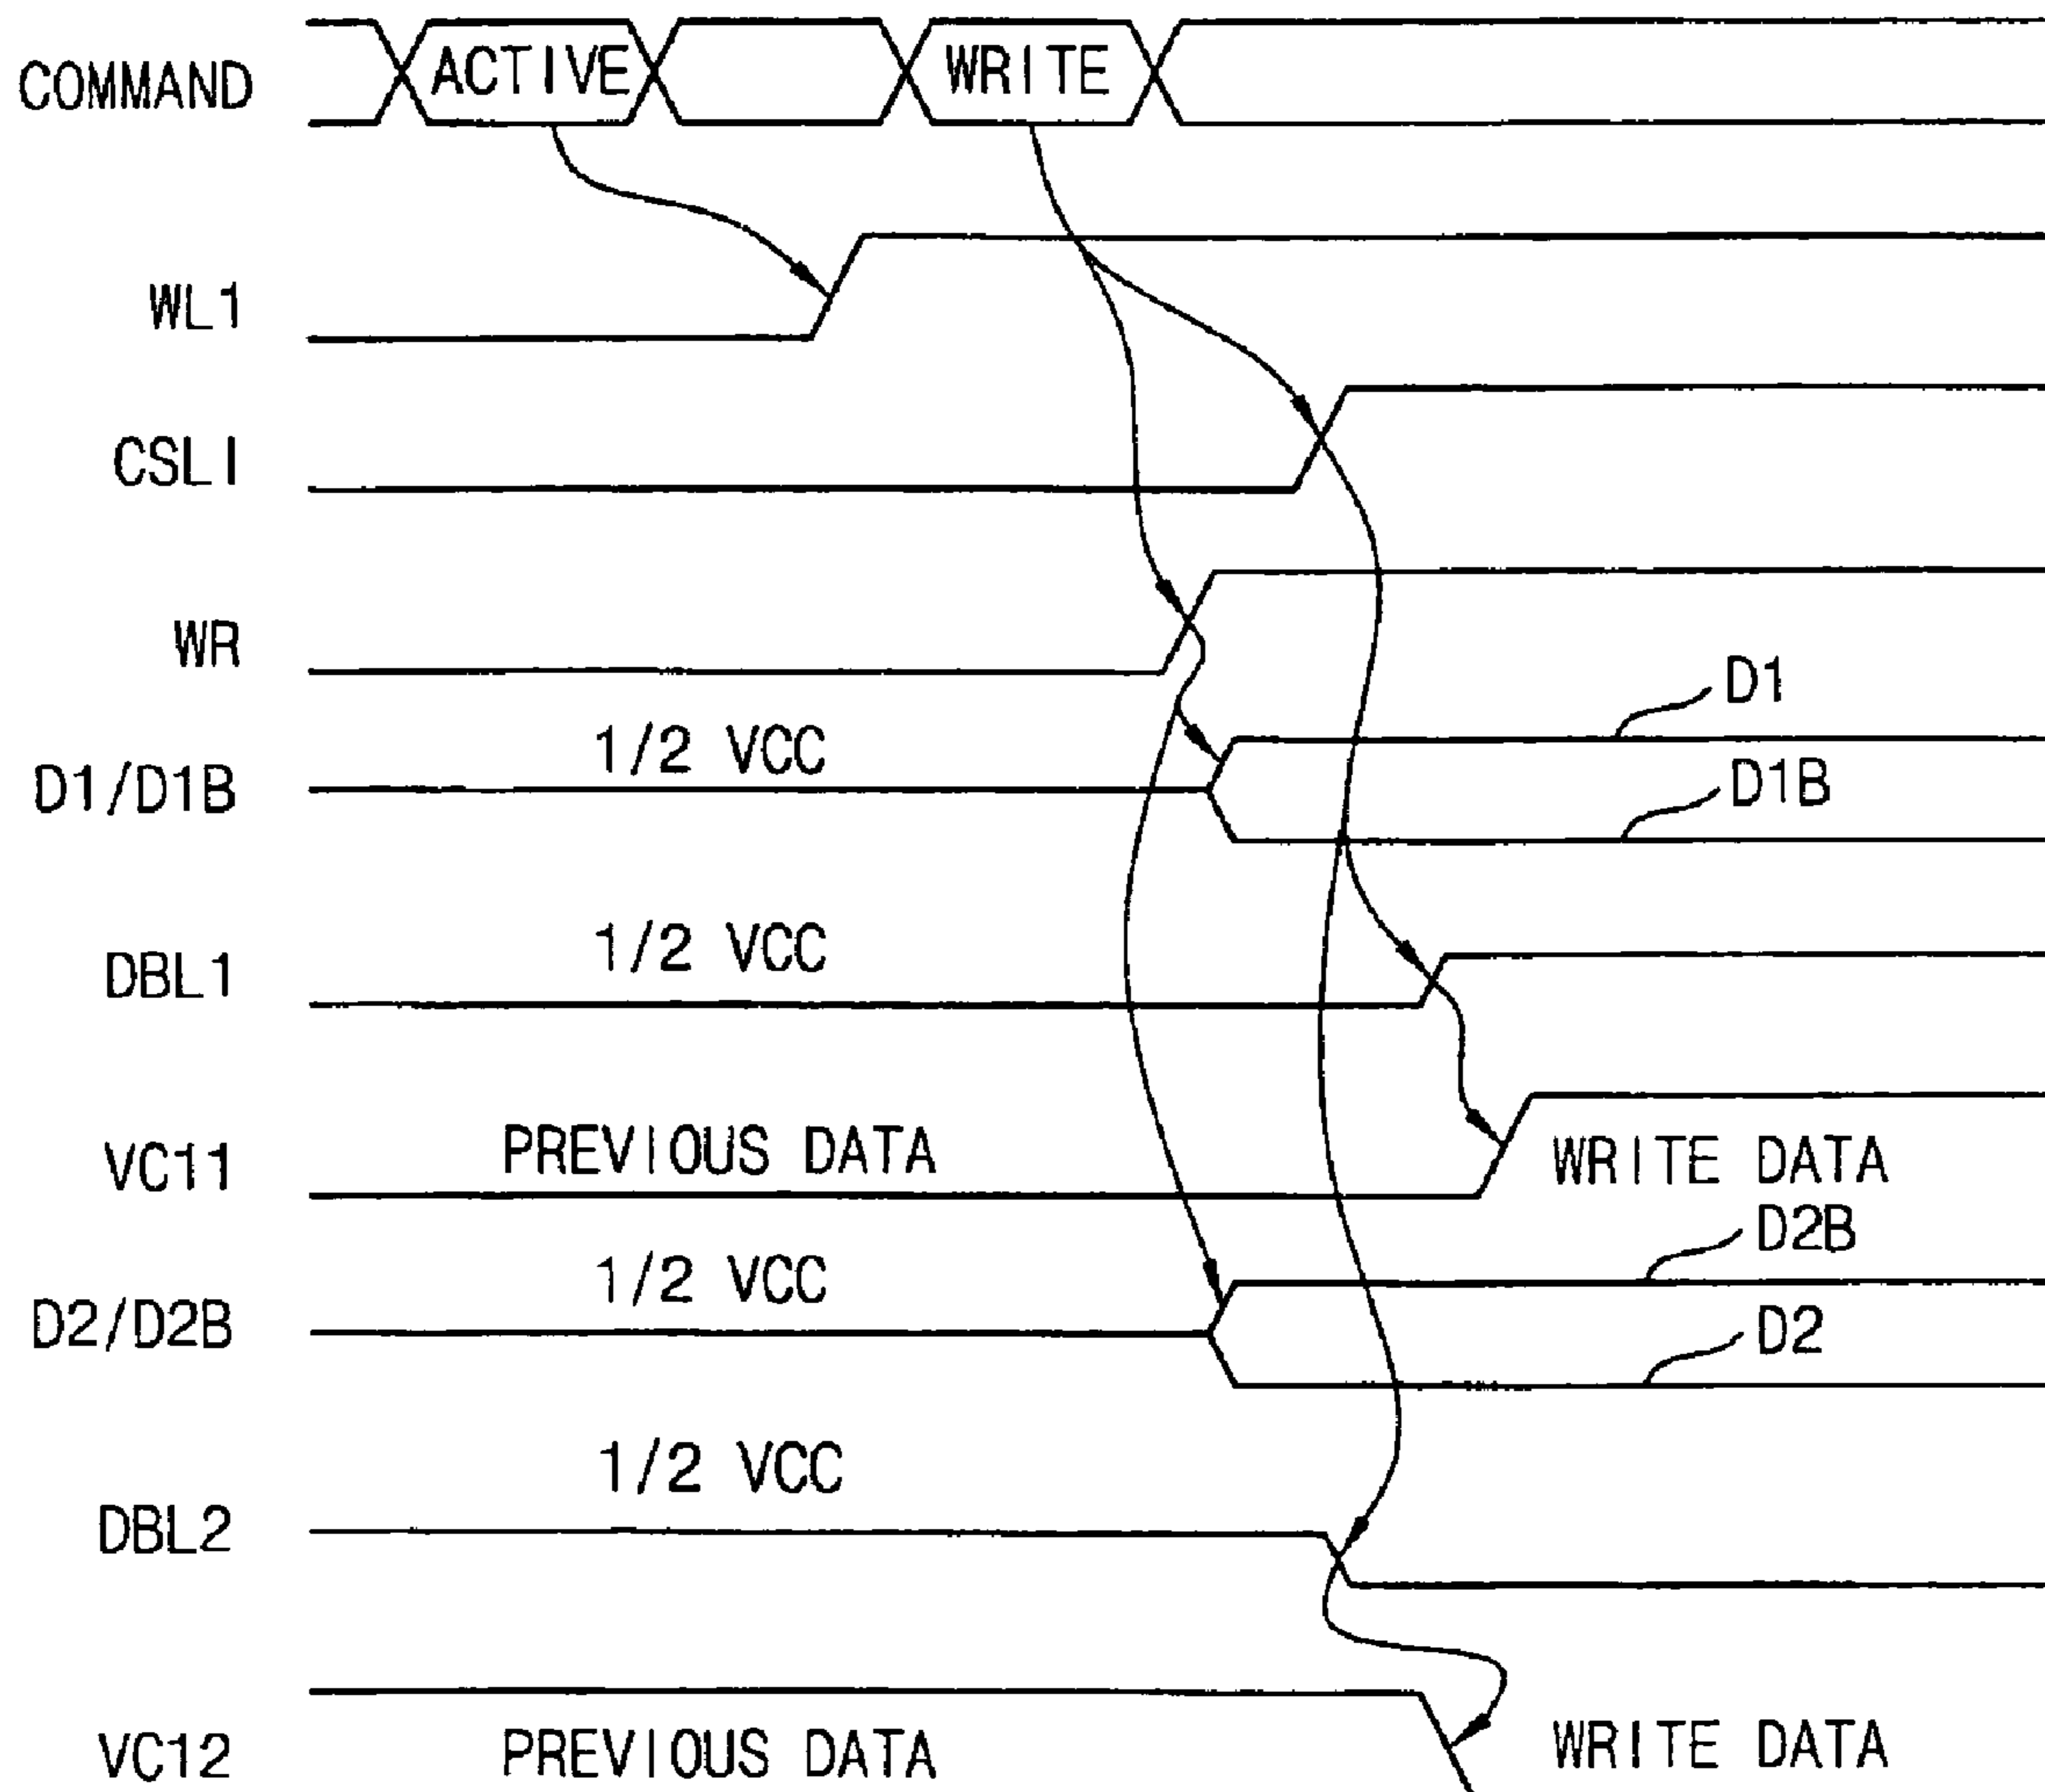 COMMAND ACTIVE WRITE
WL1
CSLI
WR
D1
1/2 VCC
D1/D1B
D1B
1/2 VCC
DBL1
PREVIOUS DATA
VC11
WRITE DATA
D2B
1/2 VCC
D2/D2B
D2
1/2 VCC
DBL2
VC12 PREVIOUS DATA WRITE DATA